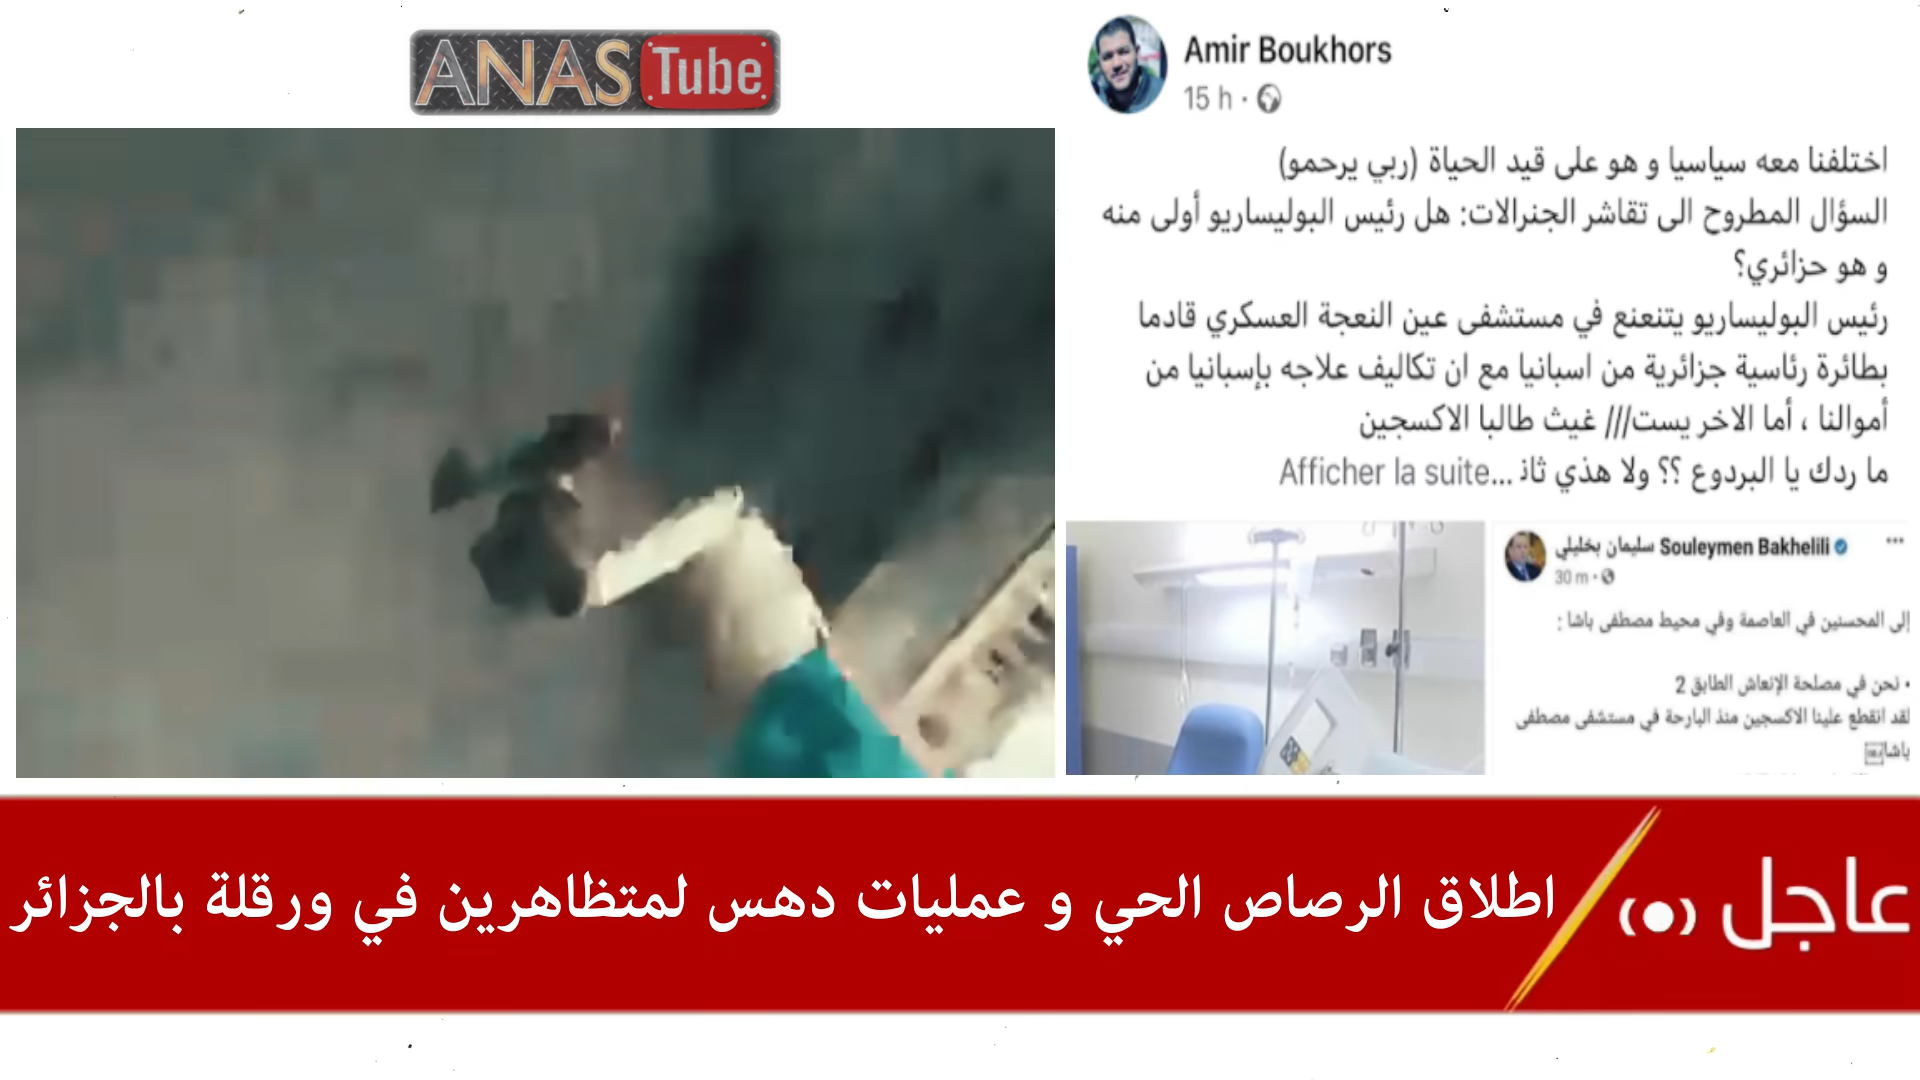 ANAS Tube
Amir Boukhors
15 h ·
اختلفنا معه سياسيا و هو على قيد الحياة (ربي يرحمو)
السؤال المطروح الى تقاشر الجنرالات: هل رئيس البوليساريو أولى منه
و هو حزائري؟
رئيس البوليساريو يتنعنع في مستشفى عين النعجة العسكري قادما
بطائرة رئاسية جزائرية من اسبانيا مع ان تكاليف علاجه بإسبانيا من
أموالنا ، أما الاخر يست/// غيث طالبا الاكسجين
ما ردك يا البردوع ؟؟ ولا هذي ثاذ ...Afficher la suite
سليمان بخليلي Souleymen Bakhelili
30 m ·
إلى المحسنين في العاصمة وفي محيط مصطفى باشا :
• نحن في مصلحة الإنعاش الطابق 2
لقد انقطع علينا الاكسجين منذ البارحة في مستشفى مصطفى
باشا
عاجل
اطلاق الرصاص الحي و عمليات دهس لمتظاهرين في ورقلة بالجزائر